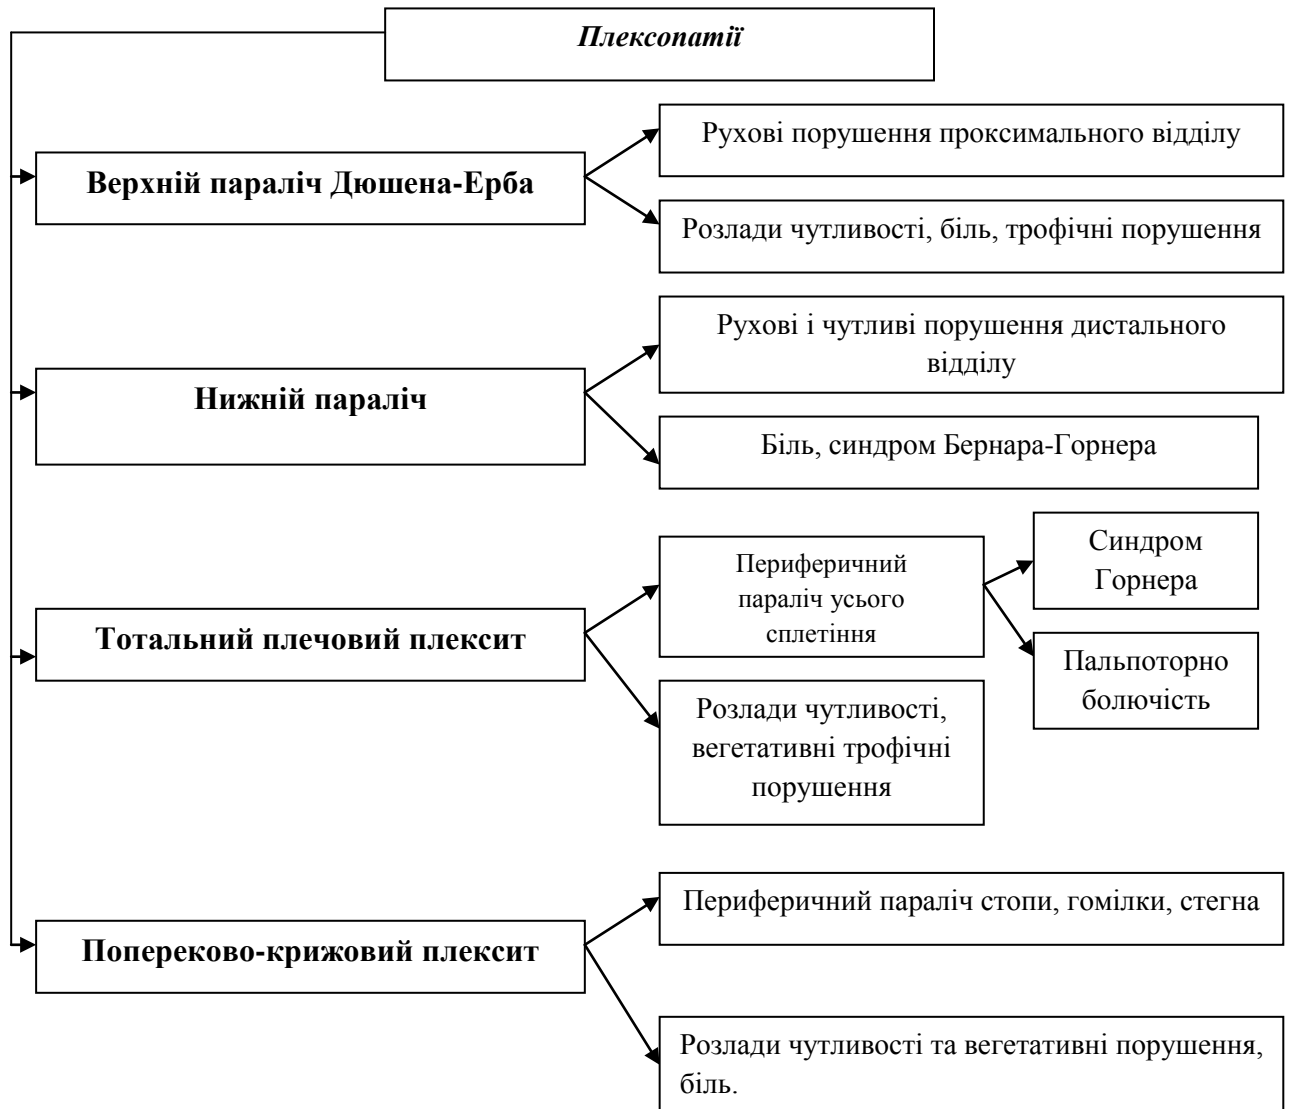 Плексопатії
Рухові порушення проксимального відділу
Верхній параліч Дюшена-Ерба
Розлади чутливості, біль, трофічні порушення
Рухові і чутливі порушення дистального
відділу
Нижній параліч
Біль, синдром Бернара-Горнера
Тотальний плечовий плексит
Периферичний
параліч усього
сплетіння
Синдром
Горнера
Пальпоторно
болючість
Розлади чутливості,
вегетативні трофічні
порушення
Попереково-крижовий плексит
Периферичний параліч стопи, гомілки, стегна
Розлади чутливості та вегетативні порушення,
біль.